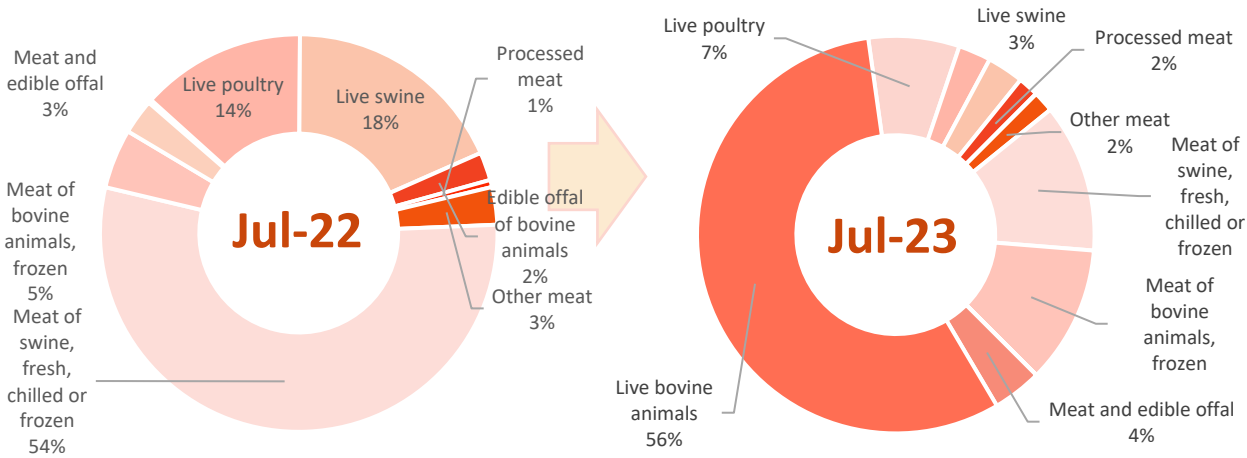 Meat and
edible offal
3%
Live poultry
14%
Live swine
18%
Processed
meat
1%
Edible offal
of bovine
animals
2%
Other meat
3%
Meat of
bovine
animals,
frozen
5%
Meat of
swine,
fresh,
chilled or
frozen
54%
Jul-22
Live poultry
7%
Live swine
3%
Processed meat
2%
Other meat
2%
Meat of
swine,
fresh,
chilled or
frozen
Meat of
bovine
animals,
frozen
Meat and edible offal
4%
Live bovine
animals
56%
Jul-23